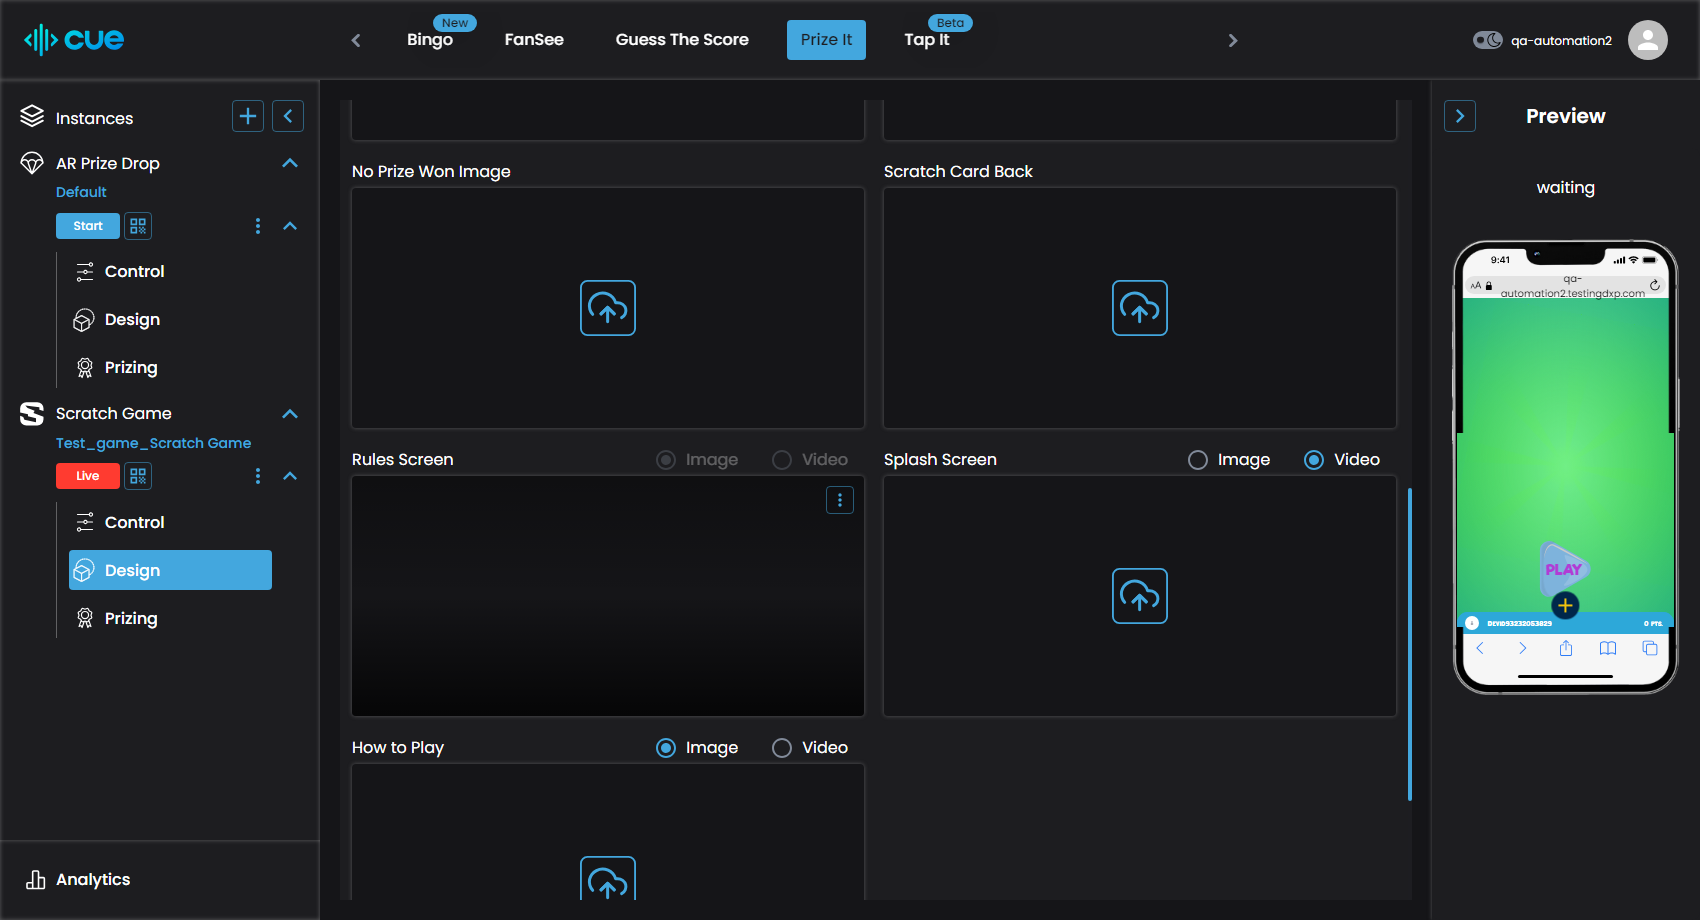 cue
New
Bingo
FanSee
Guess The Score
Prize It
Beta
Tap It
qa-automation2
Instances
AR Prize Drop
Default
Start
Control
Design
Prizing
Scratch Game
Test_game_Scratch Game
Live
Control
Design
Prizing
Analytics
No Prize Won Image
Scratch Card Back
Rules Screen
Image
Video
Splash Screen
Image
Video
How to Play
Image
Video
Preview
waiting
9:41
AA
qa-
automation2.testingdxp.com
PLAY
DEVID93232053829
0 PTS.